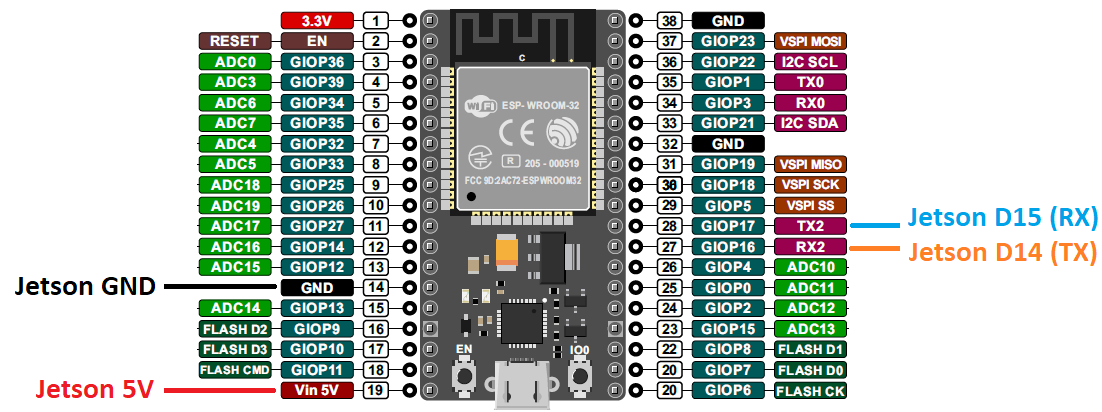 3.3V 1 38 GND
RESET EN 2 37 GIOP23 VSPI MOSI
ADC0 GIOP36 3 C 36 GIOP22 I2C SCL
ADC3 GIOP39 4 35 GIOP1 TX0
ADC6 GIOP34 5 WiFi ESP-WROOM-32 34 GIOP3 RX0
ADC7 GIOP35 6 CE 33 GIOP21 I2C SDA
ADC4 GIOP32 7 32 GND
ADC5 GIOP33 8 R 205-000519 31 GIOP19 VSPI MISO
ADC18 GIOP25 9 FCC 9D:2AC72-ESPWROOM32 30 GIOP18 VSPI SCK
ADC19 GIOP26 10 29 GIOP5 VSPI SS
ADC17 GIOP27 11 28 GIOP17 TX2 Jetson D15 (RX)
ADC16 GIOP14 12 27 GIOP16 RX2 Jetson D14 (TX)
ADC15 GIOP12 13 26 GIOP4 ADC10
Jetson GND GND 14 25 GIOP0 ADC11
ADC14 GIOP13 15 24 GIOP2 ADC12
FLASH D2 GIOP9 16 23 GIOP15 ADC13
FLASH D3 GIOP10 17 EN IO0 22 GIOP8 FLASH D1
FLASH CMD GIOP11 18 20 GIOP7 FLASH D0
Jetson 5V Vin 5V 19 20 GIOP6 FLASH CK